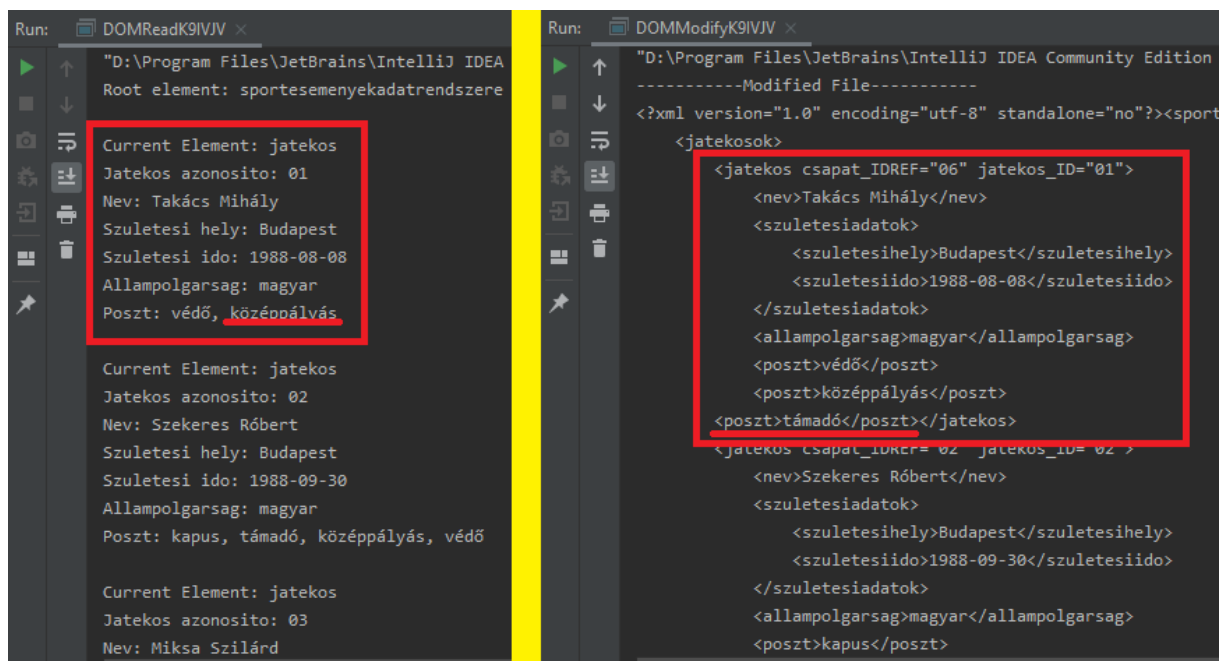 Run: DOMReadK9IVJV ×
"D:\Program Files\JetBrains\IntelliJ IDEA
Root element: sportesemenyekadatrendszere
Current Element: jatekos
Jatekos azonosito: 01
Nev: Takács Mihály
Szuletesi hely: Budapest
Szuletesi ido: 1988-08-08
Allampolgarsag: magyar
Poszt: védő, középpályás
Current Element: jatekos
Jatekos azonosito: 02
Nev: Szekeres Róbert
Szuletesi hely: Budapest
Szuletesi ido: 1988-09-30
Allampolgarsag: magyar
Poszt: kapus, támadó, középpályás, védő
Current Element: jatekos
Jatekos azonosito: 03
Nev: Miksa Szilárd
Run: DOMModifyK9IVJV ×
"D:\Program Files\JetBrains\IntelliJ IDEA Community Edition
-----------Modified File-----------
<?xml version="1.0" encoding="utf-8" standalone="no"?><sport
<jatekosok>
<jatekos csapat_IDREF="06" jatekos_ID="01">
<nev>Takács Mihály</nev>
<szuletesiadatok>
<szuletesihely>Budapest</szuletesihely>
<szuletesiido>1988-08-08</szuletesiido>
</szuletesiadatok>
<allampolgarsag>magyar</allampolgarsag>
<poszt>védő</poszt>
<poszt>középpályás</poszt>
<poszt>támadó</poszt></jatekos>
<jatekos csapat_IDREF="02" jatekos_ID="02">
<nev>Szekeres Róbert</nev>
<szuletesiadatok>
<szuletesihely>Budapest</szuletesihely>
<szuletesiido>1988-09-30</szuletesiido>
</szuletesiadatok>
<allampolgarsag>magyar</allampolgarsag>
<poszt>kapus</poszt>